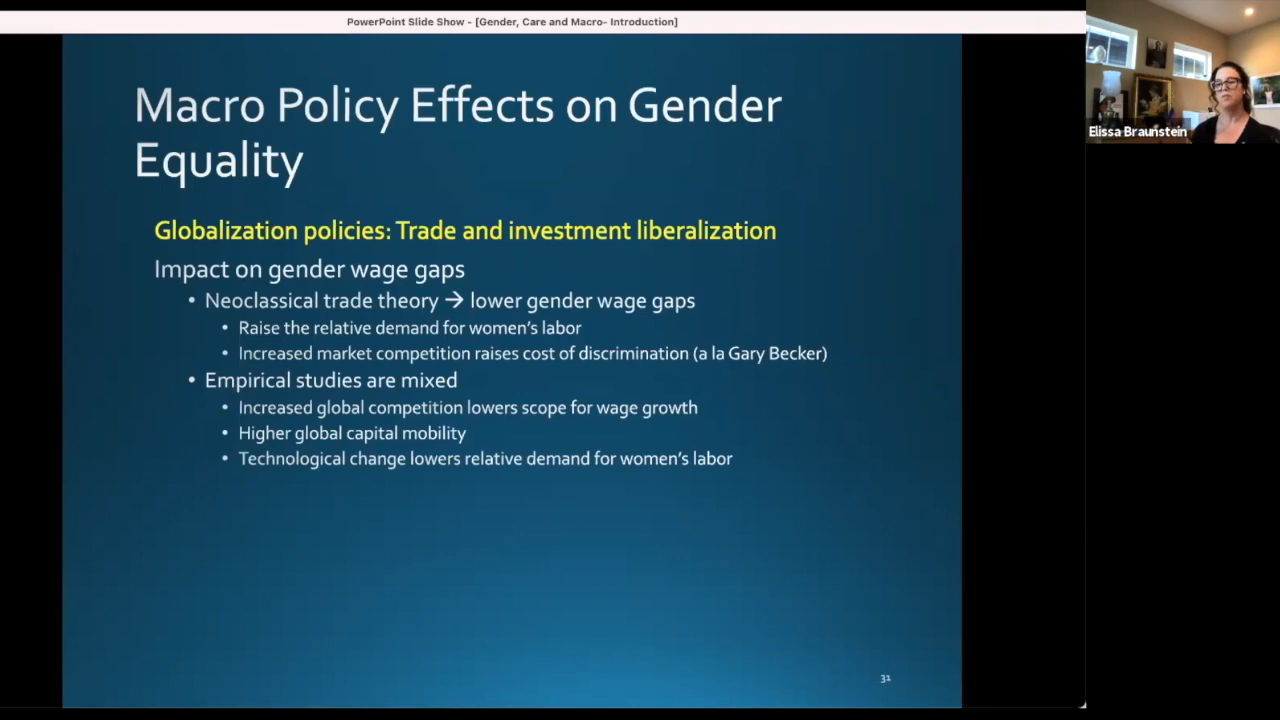 PowerPoint Slide Show - [Gender, Care and Macro- Introduction]
Elissa Braunstein
Macro Policy Effects on Gender
Equality
Globalization policies: Trade and investment liberalization
Impact on gender wage gaps
• Neoclassical trade theory → lower gender wage gaps
• Raise the relative demand for women's labor
• Increased market competition raises cost of discrimination (a la Gary Becker)
• Empirical studies are mixed
• Increased global competition lowers scope for wage growth
• Higher global capital mobility
• Technological change lowers relative demand for women's labor
31